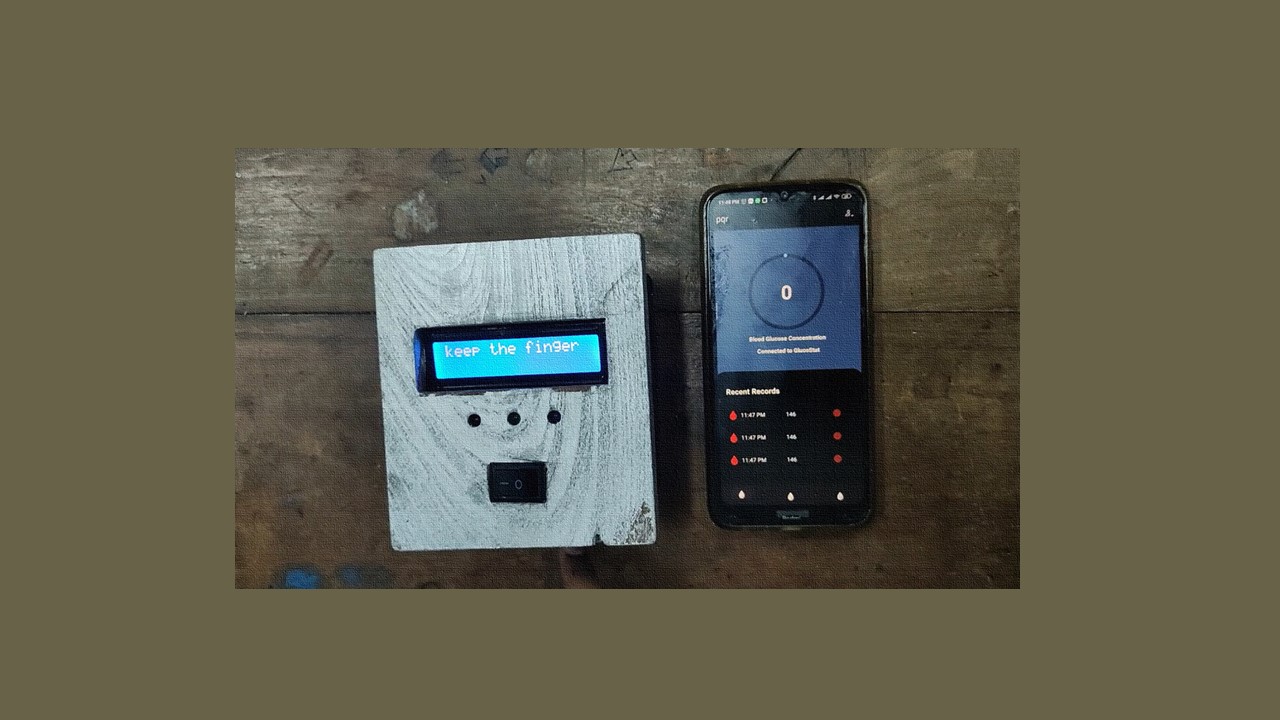 keep the finger
11:49 PM
pqr
0
Blood Glucose Concentration
Connected to GlucoStat
Recent Records
11:47 PM 146
11:47 PM 146
11:47 PM 146